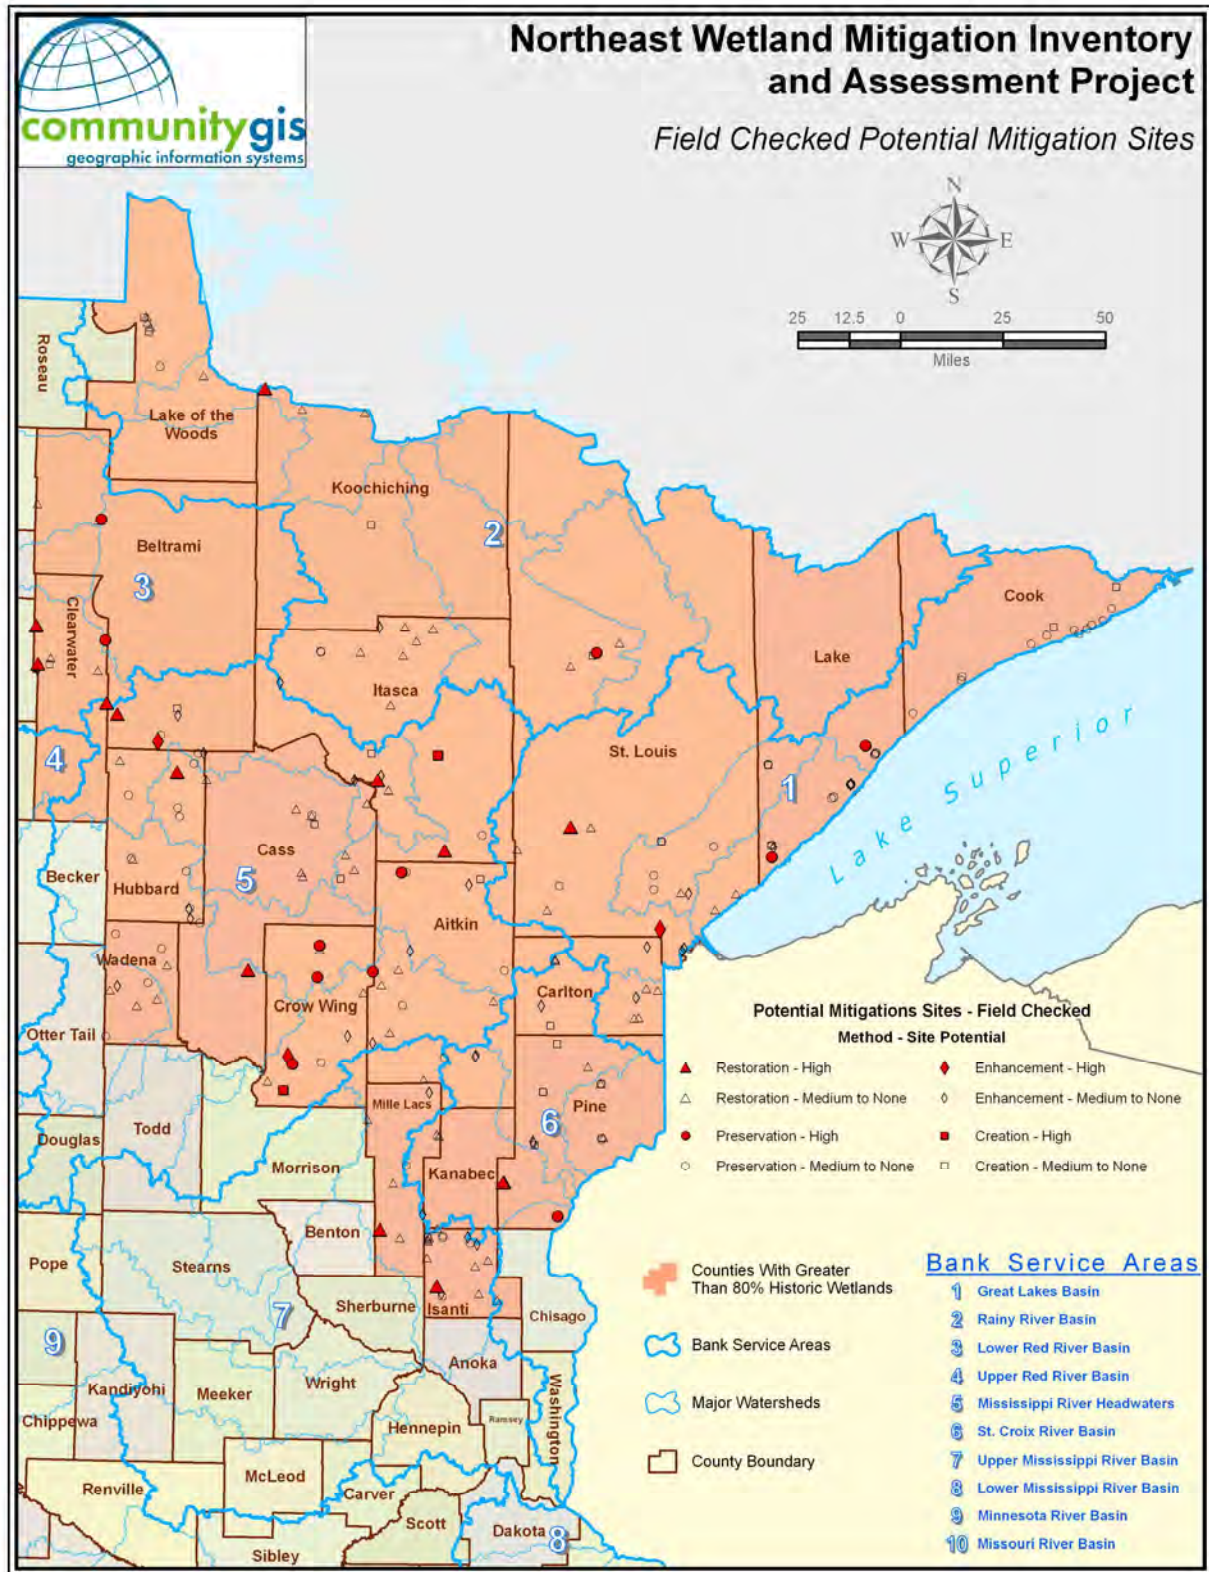 communitygis
geographic information systems
Northeast Wetland Mitigation Inventory
and Assessment Project
Field Checked Potential Mitigation Sites
N
W
E
S
25 12.5 0 25 50
Miles
Roseau
Lake of the
Woods
Koochiching
2
Beltrami
3
Clearwater
Cook
Lake
Itasca
St. Louis
4
1
Lake Superior
Cass
5
Becker
Hubbard
Aitkin
Wadena
Crow Wing
Carlton
Otter Tail
Potential Mitigations Sites - Field Checked
Method - Site Potential
Restoration - High
Enhancement - High
Restoration - Medium to None
Enhancement - Medium to None
Preservation - High
Creation - High
Preservation - Medium to None
Creation - Medium to None
Mille Lacs
Pine
6
Todd
Douglas
Morrison
Kanabec
Benton
Pope
Stearns
Sherburne
Isanti
7
Chisago
9
Anoka
Kandiyohi
Meeker
Wright
Washington
Chippewa
Hennepin
Ramsey
McLeod
Renville
Carver
Scott
Dakota
8
Sibley
Counties With Greater
Than 80% Historic Wetlands
Bank Service Areas
Major Watersheds
County Boundary
Bank Service Areas
1 Great Lakes Basin
2 Rainy River Basin
3 Lower Red River Basin
4 Upper Red River Basin
5 Mississippi River Headwaters
6 St. Croix River Basin
7 Upper Mississippi River Basin
8 Lower Mississippi River Basin
9 Minnesota River Basin
10 Missouri River Basin